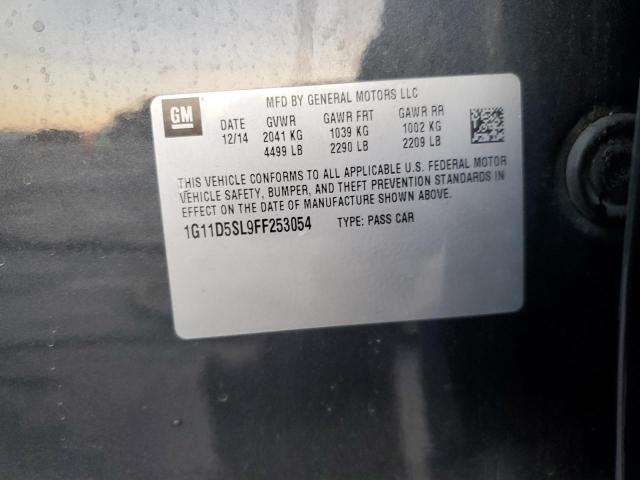 MFD BY GENERAL MOTORS LLC
GM
DATE GVWR GAWR FRT GAWR RR
12/14 2041 KG 1039 KG 1002 KG
4499 LB 2290 LB 2209 LB
THIS VEHICLE CONFORMS TO ALL APPLICABLE U.S. FEDERAL MOTOR
VEHICLE SAFETY, BUMPER, AND THEFT PREVENTION STANDARDS IN
EFFECT ON THE DATE OF MANUFACTURE SHOWN ABOVE.
1G11D5SL9FF253054 TYPE: PASS CAR